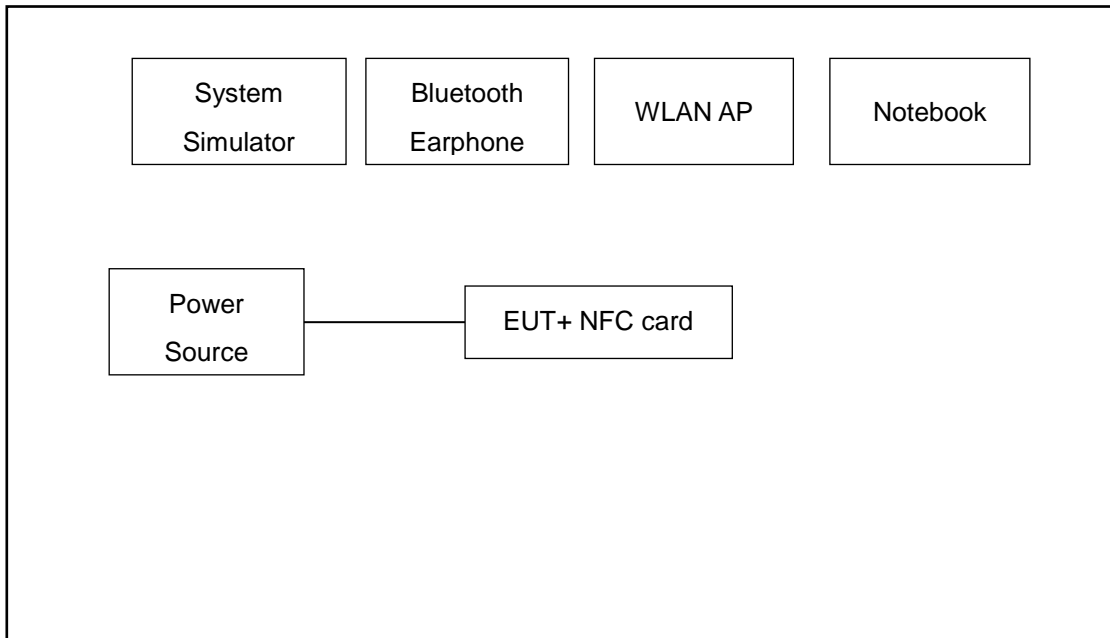 System
Simulator
Bluetooth
Earphone
WLAN AP
Notebook
Power
Source
EUT+ NFC card